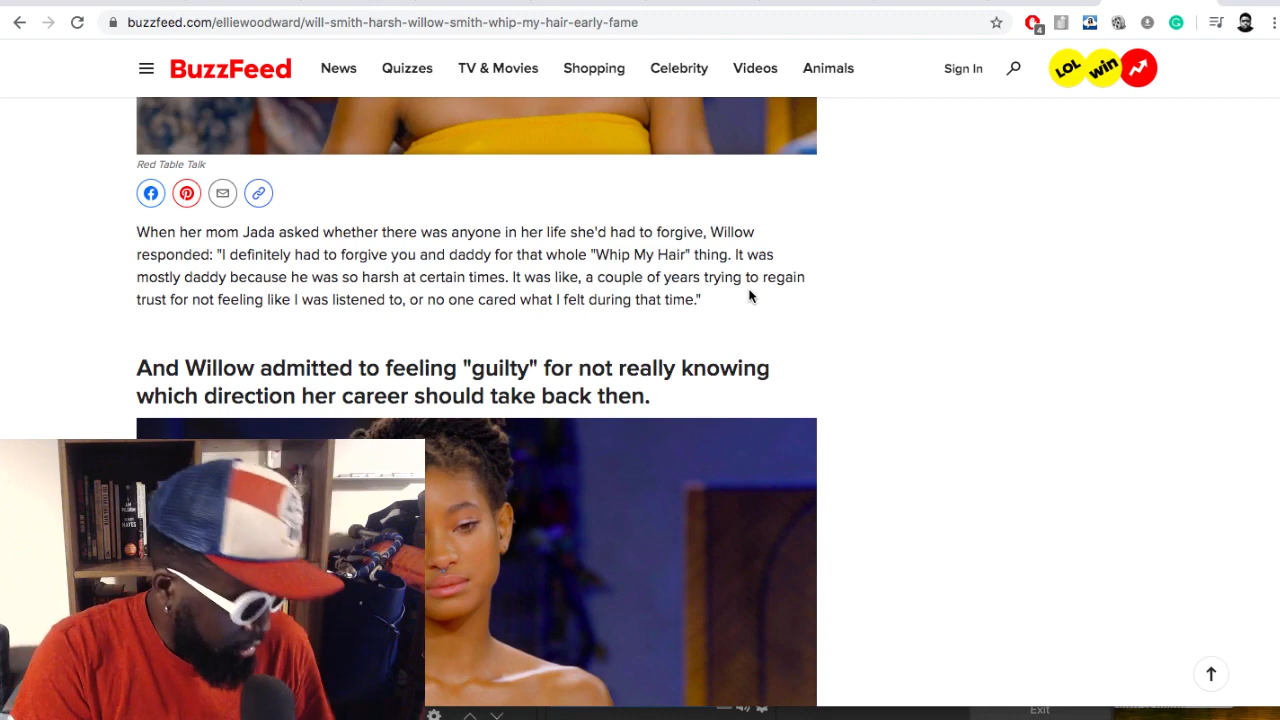 buzzfeed.com/elliewoodward/will-smith-harsh-willow-smith-whip-my-hair-early-fame
4
BuzzFeed News Quizzes TV & Movies Shopping Celebrity Videos Animals Sign In LOL win
Red Table Talk
When her mom Jada asked whether there was anyone in her life she'd had to forgive, Willow
responded: "I definitely had to forgive you and daddy for that whole "Whip My Hair" thing. It was
mostly daddy because he was so harsh at certain times. It was like, a couple of years trying to regain
trust for not feeling like I was listened to, or no one cared what I felt during that time."
And Willow admitted to feeling "guilty" for not really knowing
which direction her career should take back then.
I AM
PILGRIM
HAYES
Exit